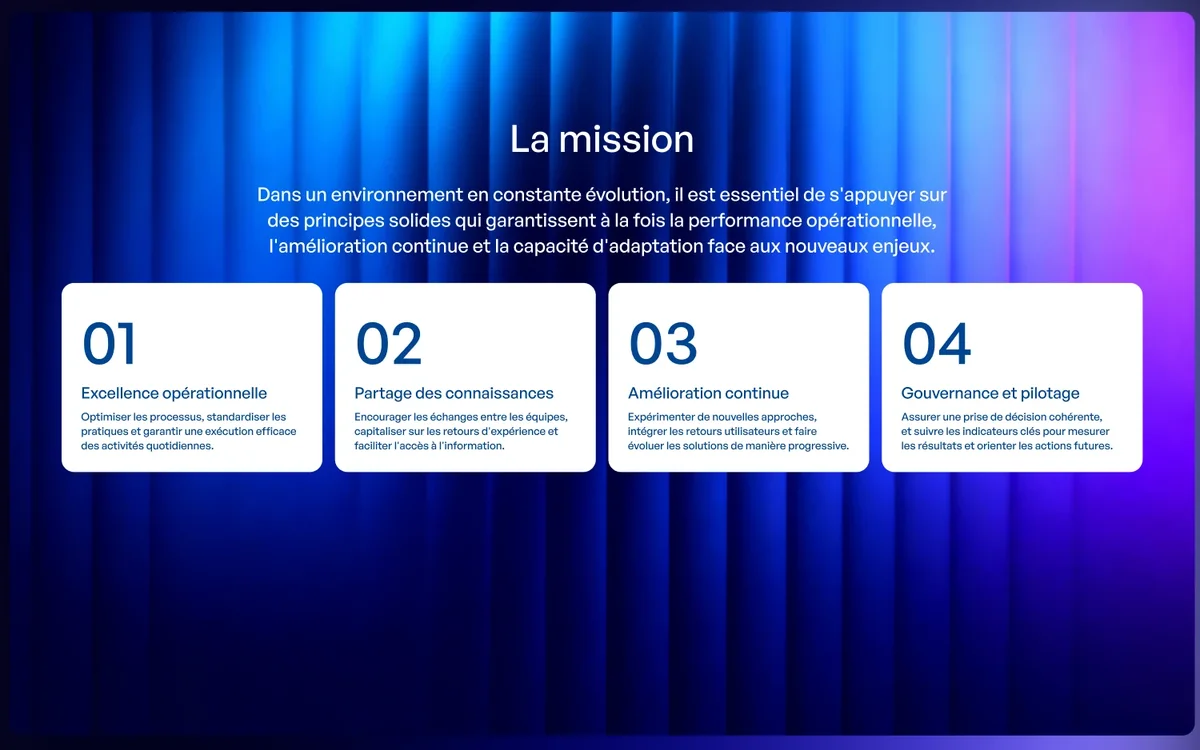 La mission
Dans un environnement en constante évolution, il est essentiel de s'appuyer sur
des principes solides qui garantissent à la fois la performance opérationnelle,
l'amélioration continue et la capacité d'adaptation face aux nouveaux enjeux.
01
Excellence opérationnelle
Optimiser les processus, standardiser les
pratiques et garantir une exécution efficace
des activités quotidiennes.
02
Partage des connaissances
Encourager les échanges entre les équipes,
capitaliser sur les retours d'expérience et
faciliter l'accès à l'information.
03
Amélioration continue
Expérimenter de nouvelles approches,
intégrer les retours utilisateurs et faire
évoluer les solutions de manière progressive.
04
Gouvernance et pilotage
Assurer une prise de décision cohérente,
et suivre les indicateurs clés pour mesurer
les résultats et orienter les actions futures.